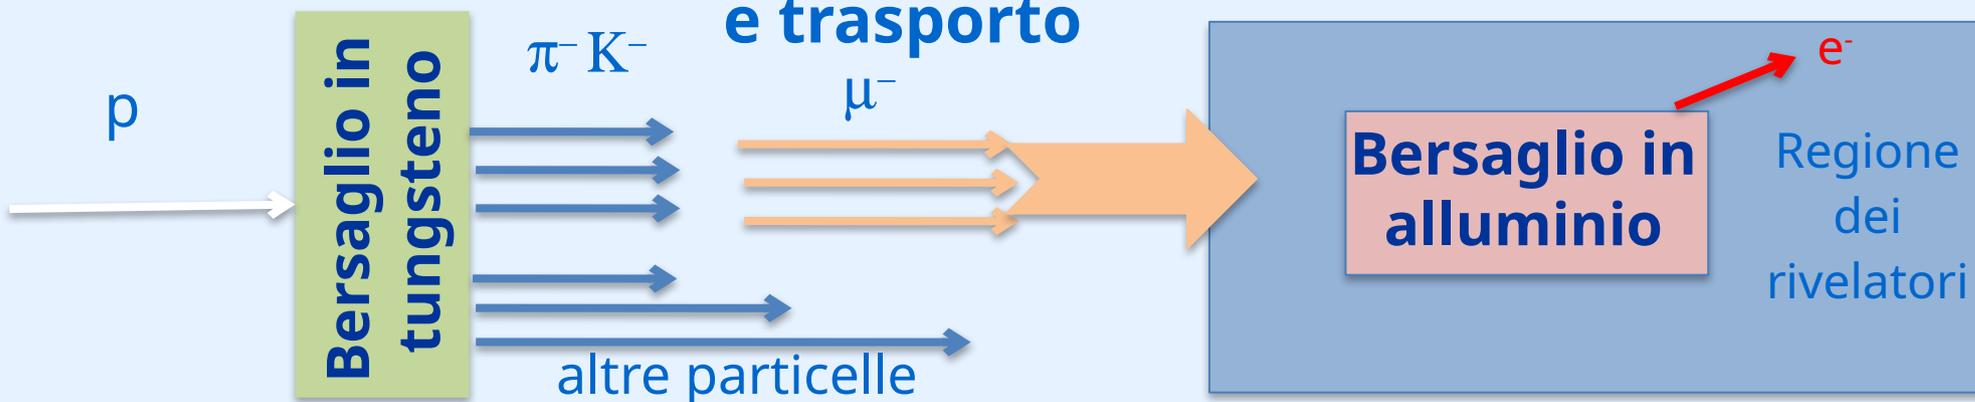 e trasporto
π⁻ K⁻
μ⁻
p
Bersaglio in
tungsteno
altre particelle
e⁻
Bersaglio in
alluminio
Regione
dei
rivelatori